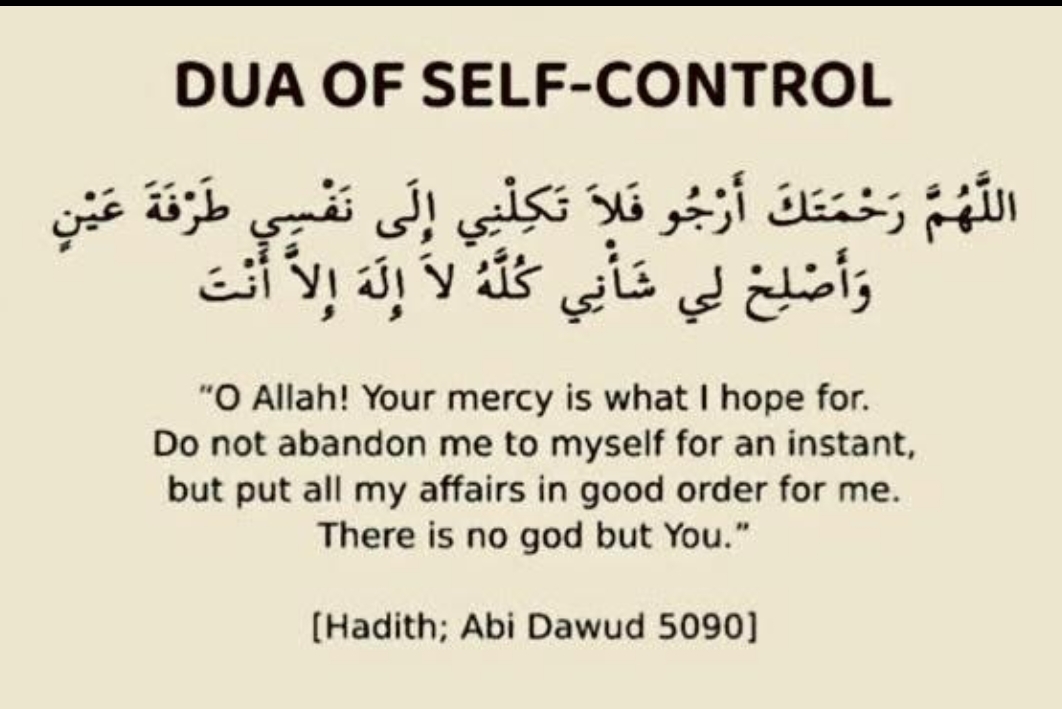 DUA OF SELF-CONTROL
اللَّهُمَّ رَحْمَتَكَ أَرْجُو فَلاَ تَكِلْنِي إِلَى نَفْسِي طَرْفَةَ عَيْنٍ
وَأَصْلِحْ لِي شَأْنِي كُلَّهُ لاَ إِلَهَ إِلاَّ أَنْتَ
“O Allah! Your mercy is what I hope for.
Do not abandon me to myself for an instant,
but put all my affairs in good order for me.
There is no god but You.”
[Hadith; Abi Dawud 5090]